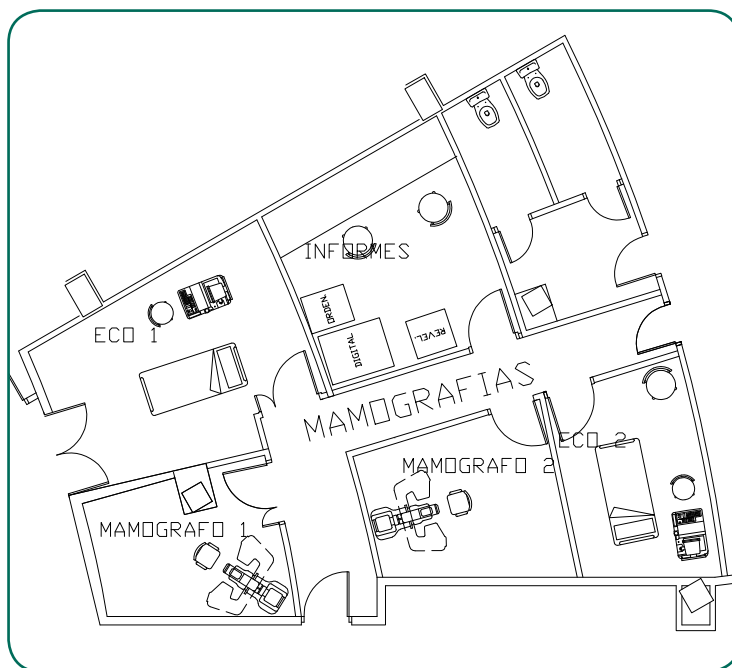 INFORMES
ORDEN.
ECO 1
DIGITAL
REVEL.
MAMOGRAFIAS
ECO 2
MAMOGRAFO 2
MAMOGRAFO 1